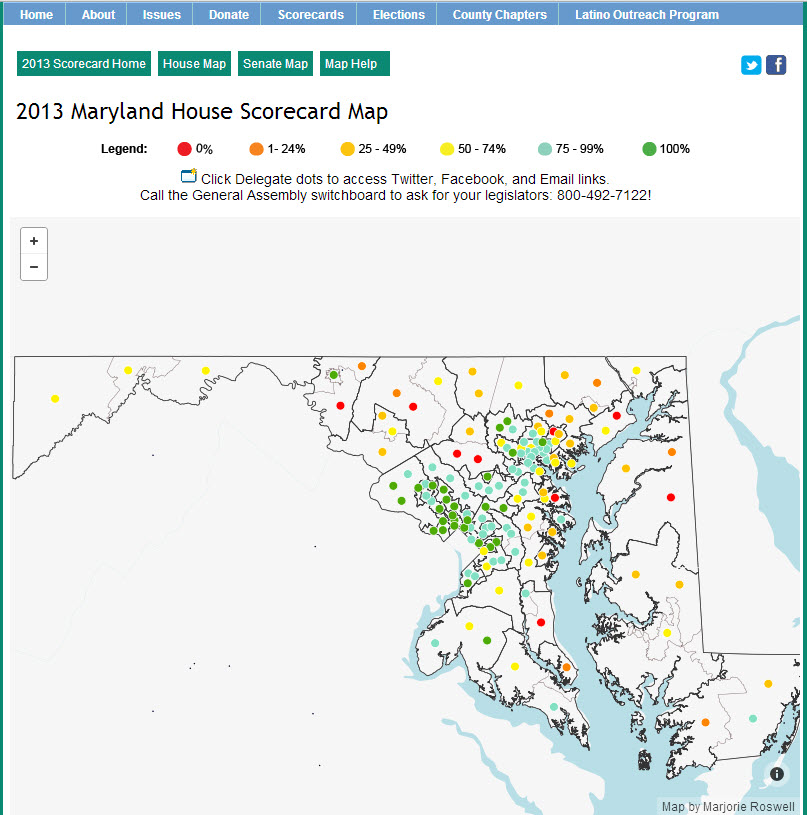 Home About Issues Donate Scorecards Elections County Chapters Latino Outreach Program
2013 Scorecard Home House Map Senate Map Map Help
2013 Maryland House Scorecard Map
Legend: 0% 1- 24% 25 - 49% 50 - 74% 75 - 99% 100%
Click Delegate dots to access Twitter, Facebook, and Email links.
Call the General Assembly switchboard to ask for your legislators: 800-492-7122!
+
−
Map by Marjorie Roswell